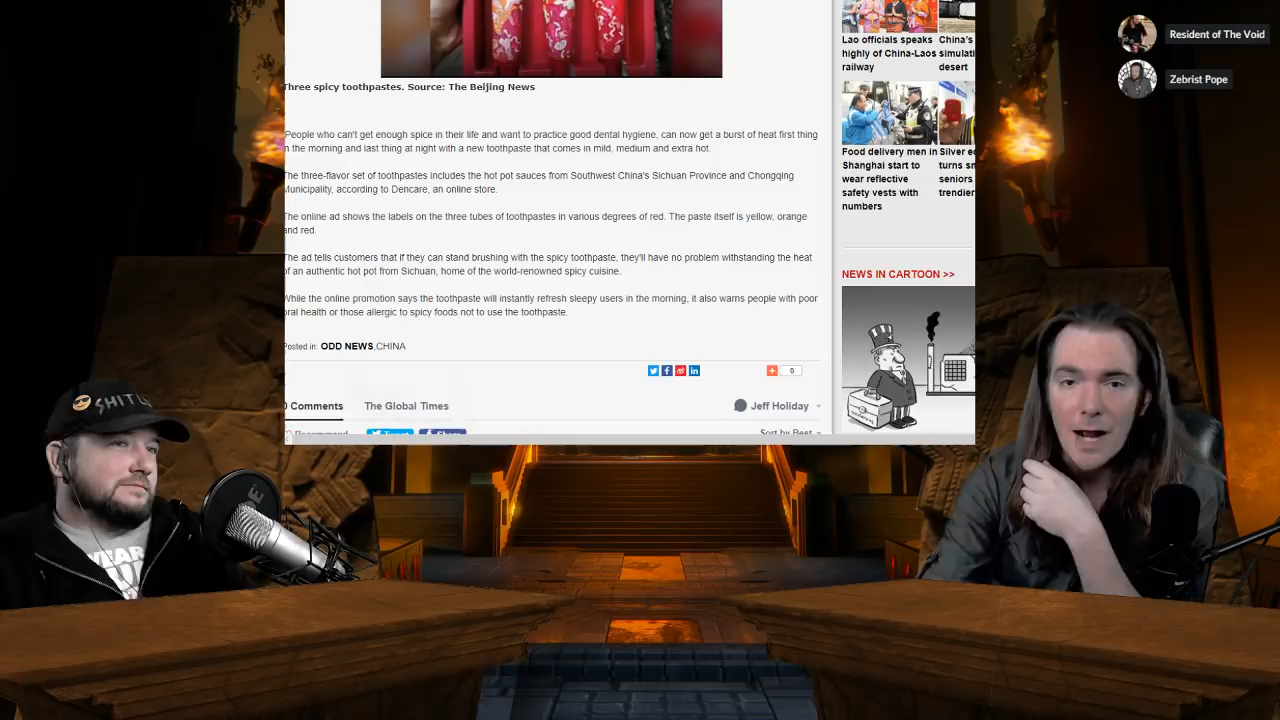 Resident of The Void
Zebrist Pope
Three spicy toothpastes. Source: The Beijing News
People who can't get enough spice in their life and want to practice good dental hygiene, can now get a burst of heat first thing
in the morning and last thing at night with a new toothpaste that comes in mild, medium and extra hot.
The three-flavor set of toothpastes includes the hot pot sauces from Southwest China's Sichuan Province and Chongqing
Municipality, according to Dencare, an online store.
The online ad shows the labels on the three tubes of toothpastes in various degrees of red. The paste itself is yellow, orange
and red.
The ad tells customers that if they can stand brushing with the spicy toothpaste, they'll have no problem withstanding the heat
of an authentic hot pot from Sichuan, home of the world-renowned spicy cuisine.
While the online promotion says the toothpaste will instantly refresh sleepy users in the morning, it also warns people with poor
oral health or those allergic to spicy foods not to use the toothpaste.
Posted in: ODD NEWS,CHINA
0
0 Comments
The Global Times
Jeff Holiday
Recommend
Tweet
Share
Sort by Best
Lao officials speaks
highly of China-Laos
railway
China's
simulati
desert
Food delivery men in
Shanghai start to
wear reflective
safety vests with
numbers
Silver e
turns sn
seniors
trendier
NEWS IN CARTOON >>
SHITL
WEAR